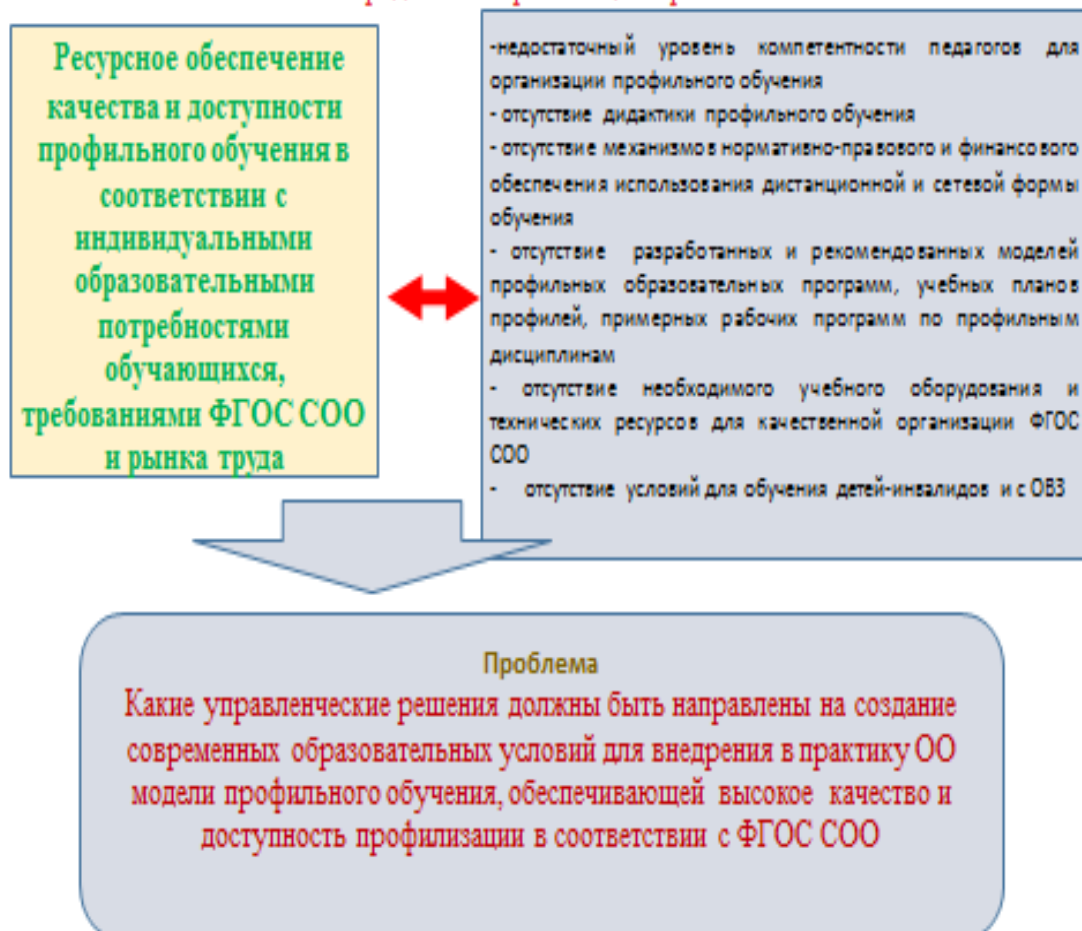 Ресурсное обеспечение
качества и доступности
профильного обучения в
соответствии с
индивидуальными
образовательными
потребностями
обучающихся,
требованиями ФГОС СОО
и рынка труда
-недостаточный уровень компетентности педагогов для
организации профильного обучения
- отсутствие дидактики профильного обучения
- отсутствие механизмов нормативно-правового и финансового
обеспечения использования дистанционной и сетевой формы
обучения
- отсутствие разработанных и рекомендованных моделей
профильных образовательных программ, учебных планов
профилей, примерных рабочих программ по профильным
дисциплинам
- отсутствие необходимого учебного оборудования и
технических ресурсов для качественной организации ФГОС
СОО
- отсутствие условий для обучения детей-инвалидов и с ОВЗ
Проблема
Какие управленческие решения должны быть направлены на создание
современных образовательных условий для внедрения в практику ОО
модели профильного обучения, обеспечивающей высокое качество и
доступность профилизации в соответствии с ФГОС СОО